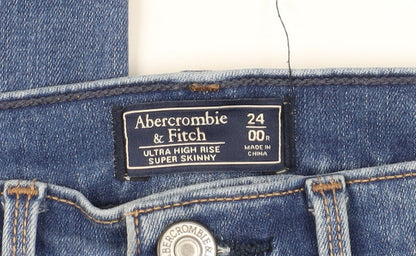 Abercrombie
& Fitch
ULTRA HIGH RISE
SUPER SKINNY
24
00R
MADE IN
CHINA
ABERCROMBIE &